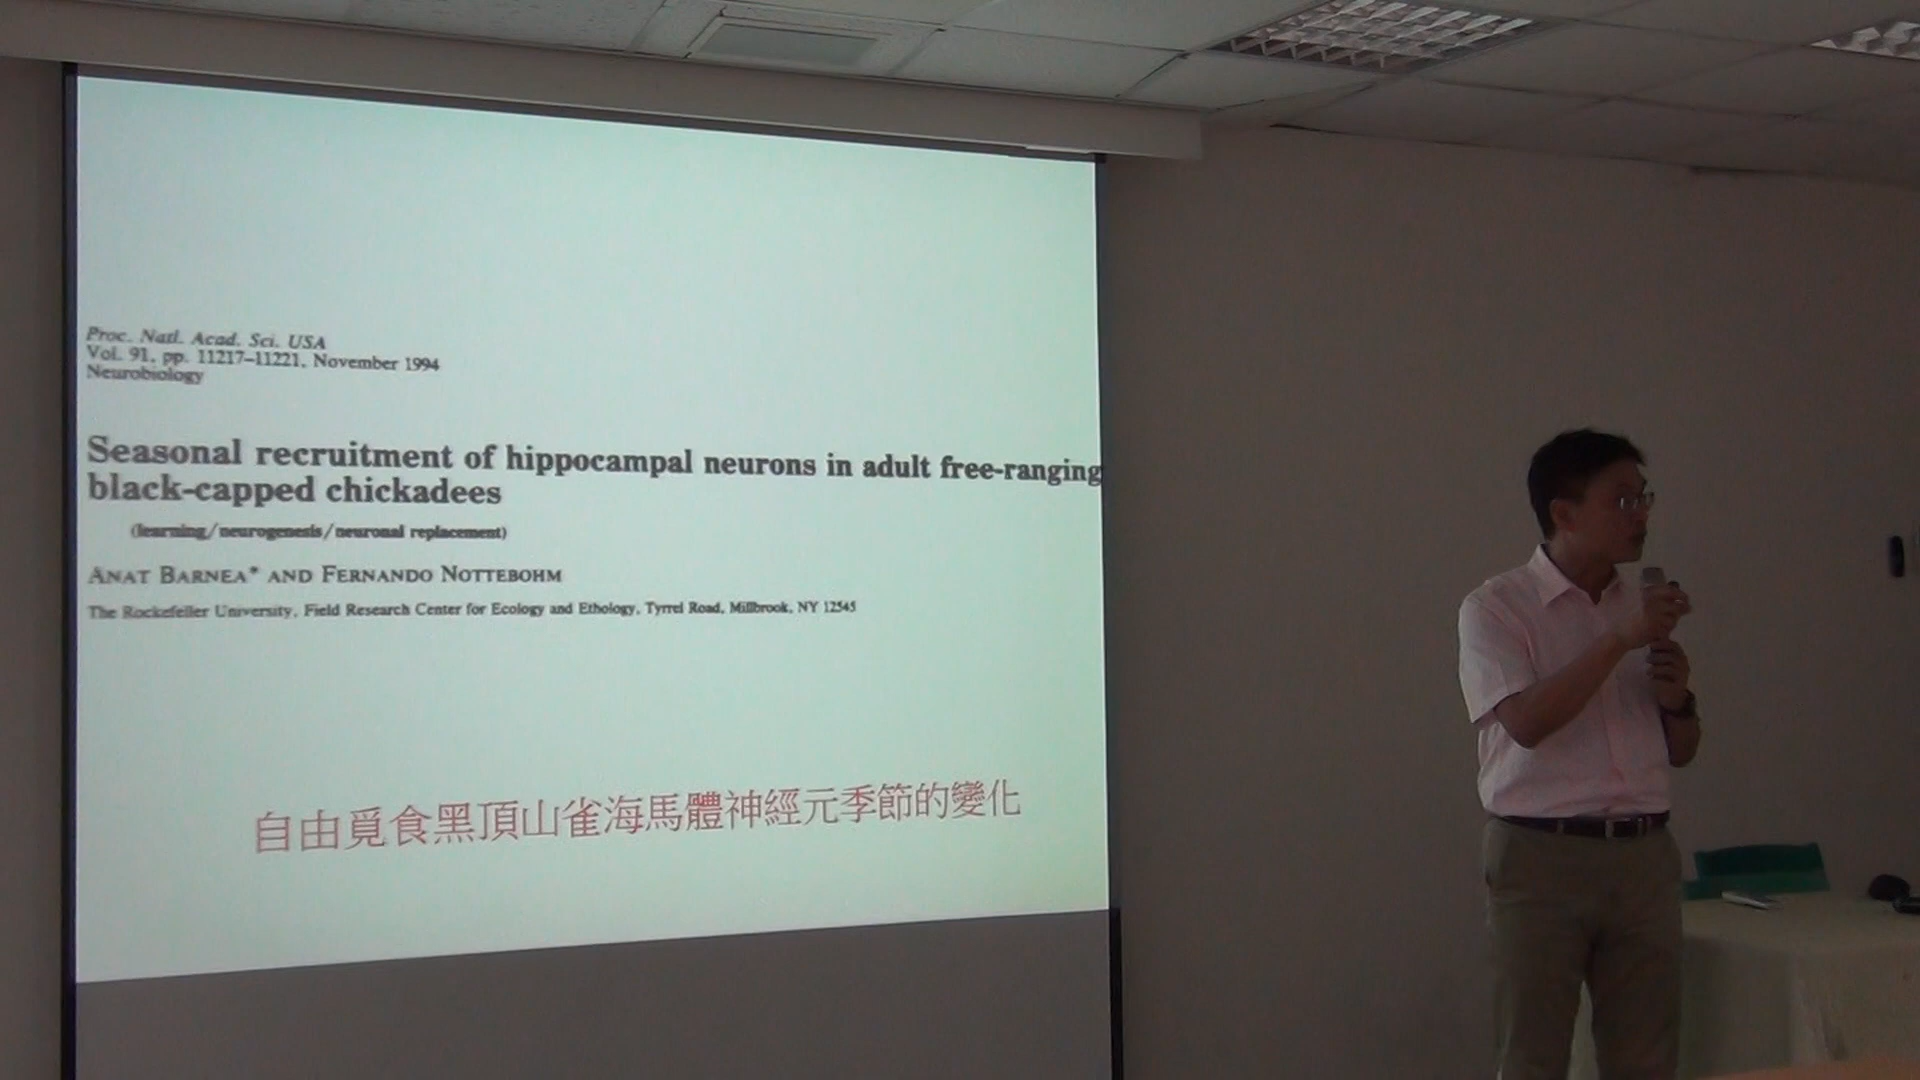 Proc. Natl. Acad. Sci. USA
Vol. 91, pp. 11217–11221, November 1994
Neurobiology
Seasonal recruitment of hippocampal neurons in adult free-ranging
black-capped chickadees
(learning/neurogenesis/neuronal replacement)
ANAT BARNEA* AND FERNANDO NOTTEBOHM
The Rockefeller University, Field Research Center for Ecology and Ethology, Tyrrel Road, Millbrook, NY 12545
自由覓食黑頂山雀海馬體神經元季節的變化